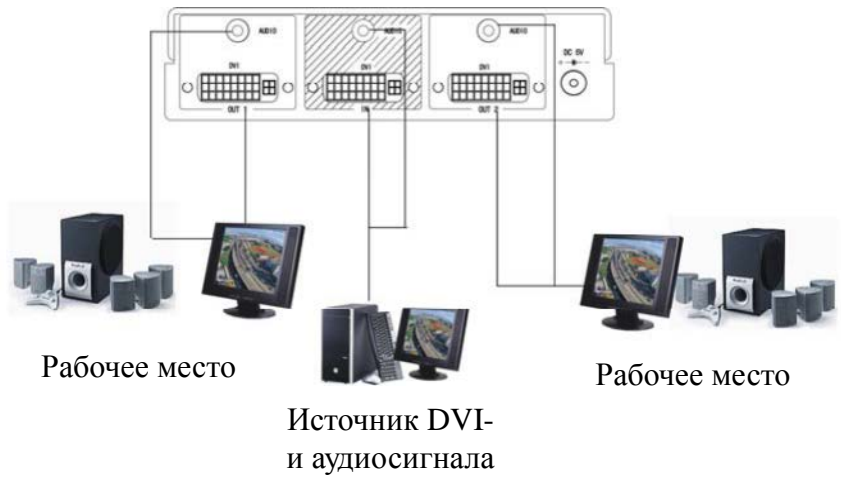 AUDIO
AUDIO
AUDIO
DC 5V
DVI
DVI
DVI
OUT 1
IN
OUT 2
Рабочее место
Рабочее место
Источник DVI-
и аудиосигнала